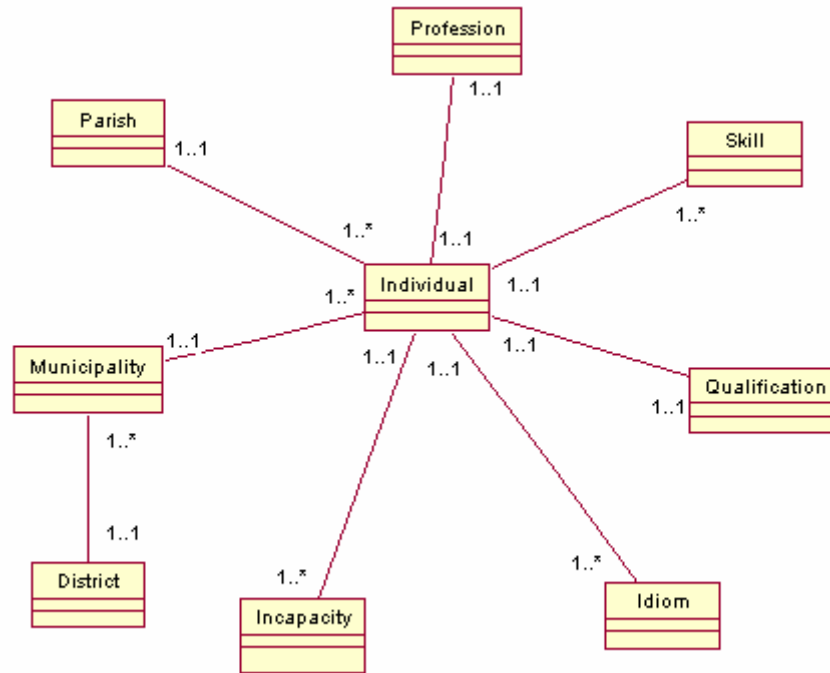 Profession
1..1
Parish
1..1
Skill
1..*
1..*
1..1
Individual
1..1
1..*
1..1
1..1
1..1
1..1
Municipality
Qualification
1..1
1..*
1..1
District
1..*
Incapacity
1..*
Idiom